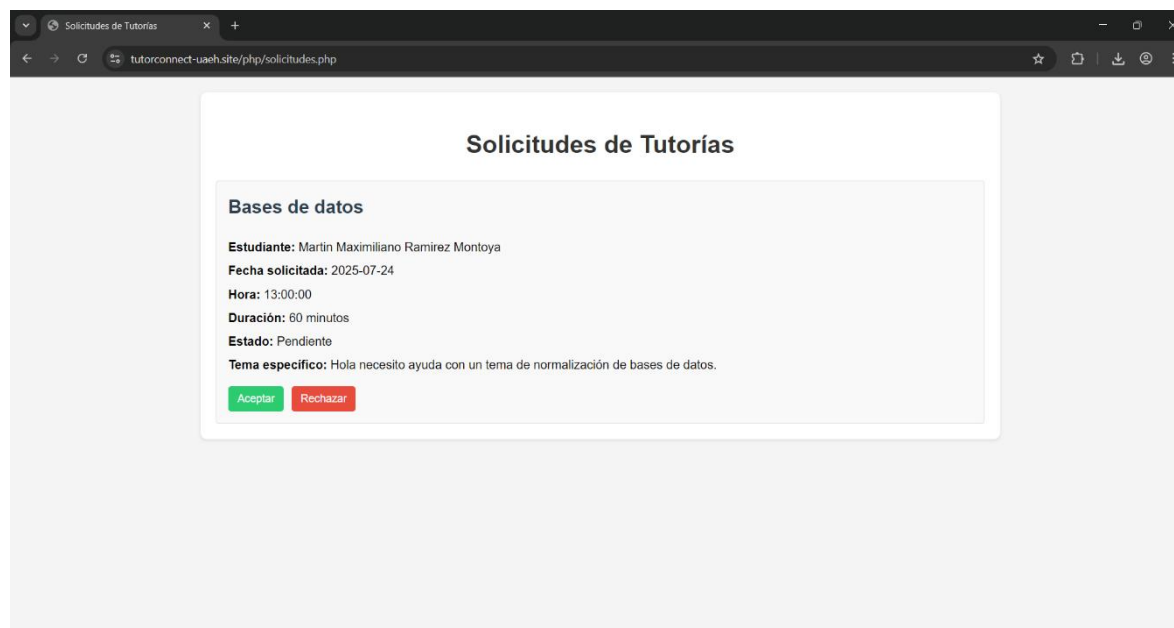 Solicitudes de Tutorías
tutorconnect-uaeh.site/php/solicitudes.php
Solicitudes de Tutorías
Bases de datos
Estudiante: Martin Maximiliano Ramirez Montoya
Fecha solicitada: 2025-07-24
Hora: 13:00:00
Duración: 60 minutos
Estado: Pendiente
Tema específico: Hola necesito ayuda con un tema de normalización de bases de datos.
Aceptar Rechazar